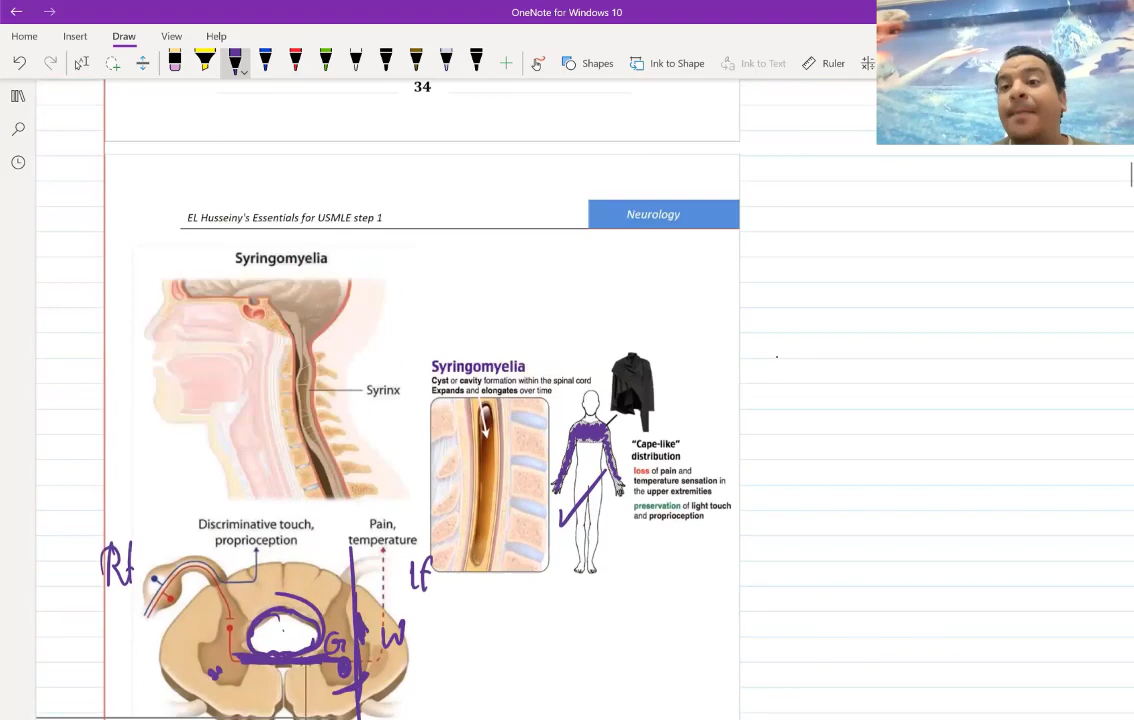 OneNote for Windows 10
Home Insert Draw View Help
Shapes Ink to Shape Ink to Text Ruler
34
EL Husseiny's Essentials for USMLE step 1
Neurology
Syringomyelia
Syrinx
Syringomyelia
Cyst or cavity formation within the spinal cord
Expands and elongates over time
"Cape-like"
distribution
loss of pain and
temperature sensation in
the upper extremities
preservation of light touch
and proprioception
Discriminative touch,
proprioception
Pain,
temperature
Rt
lf
G
W